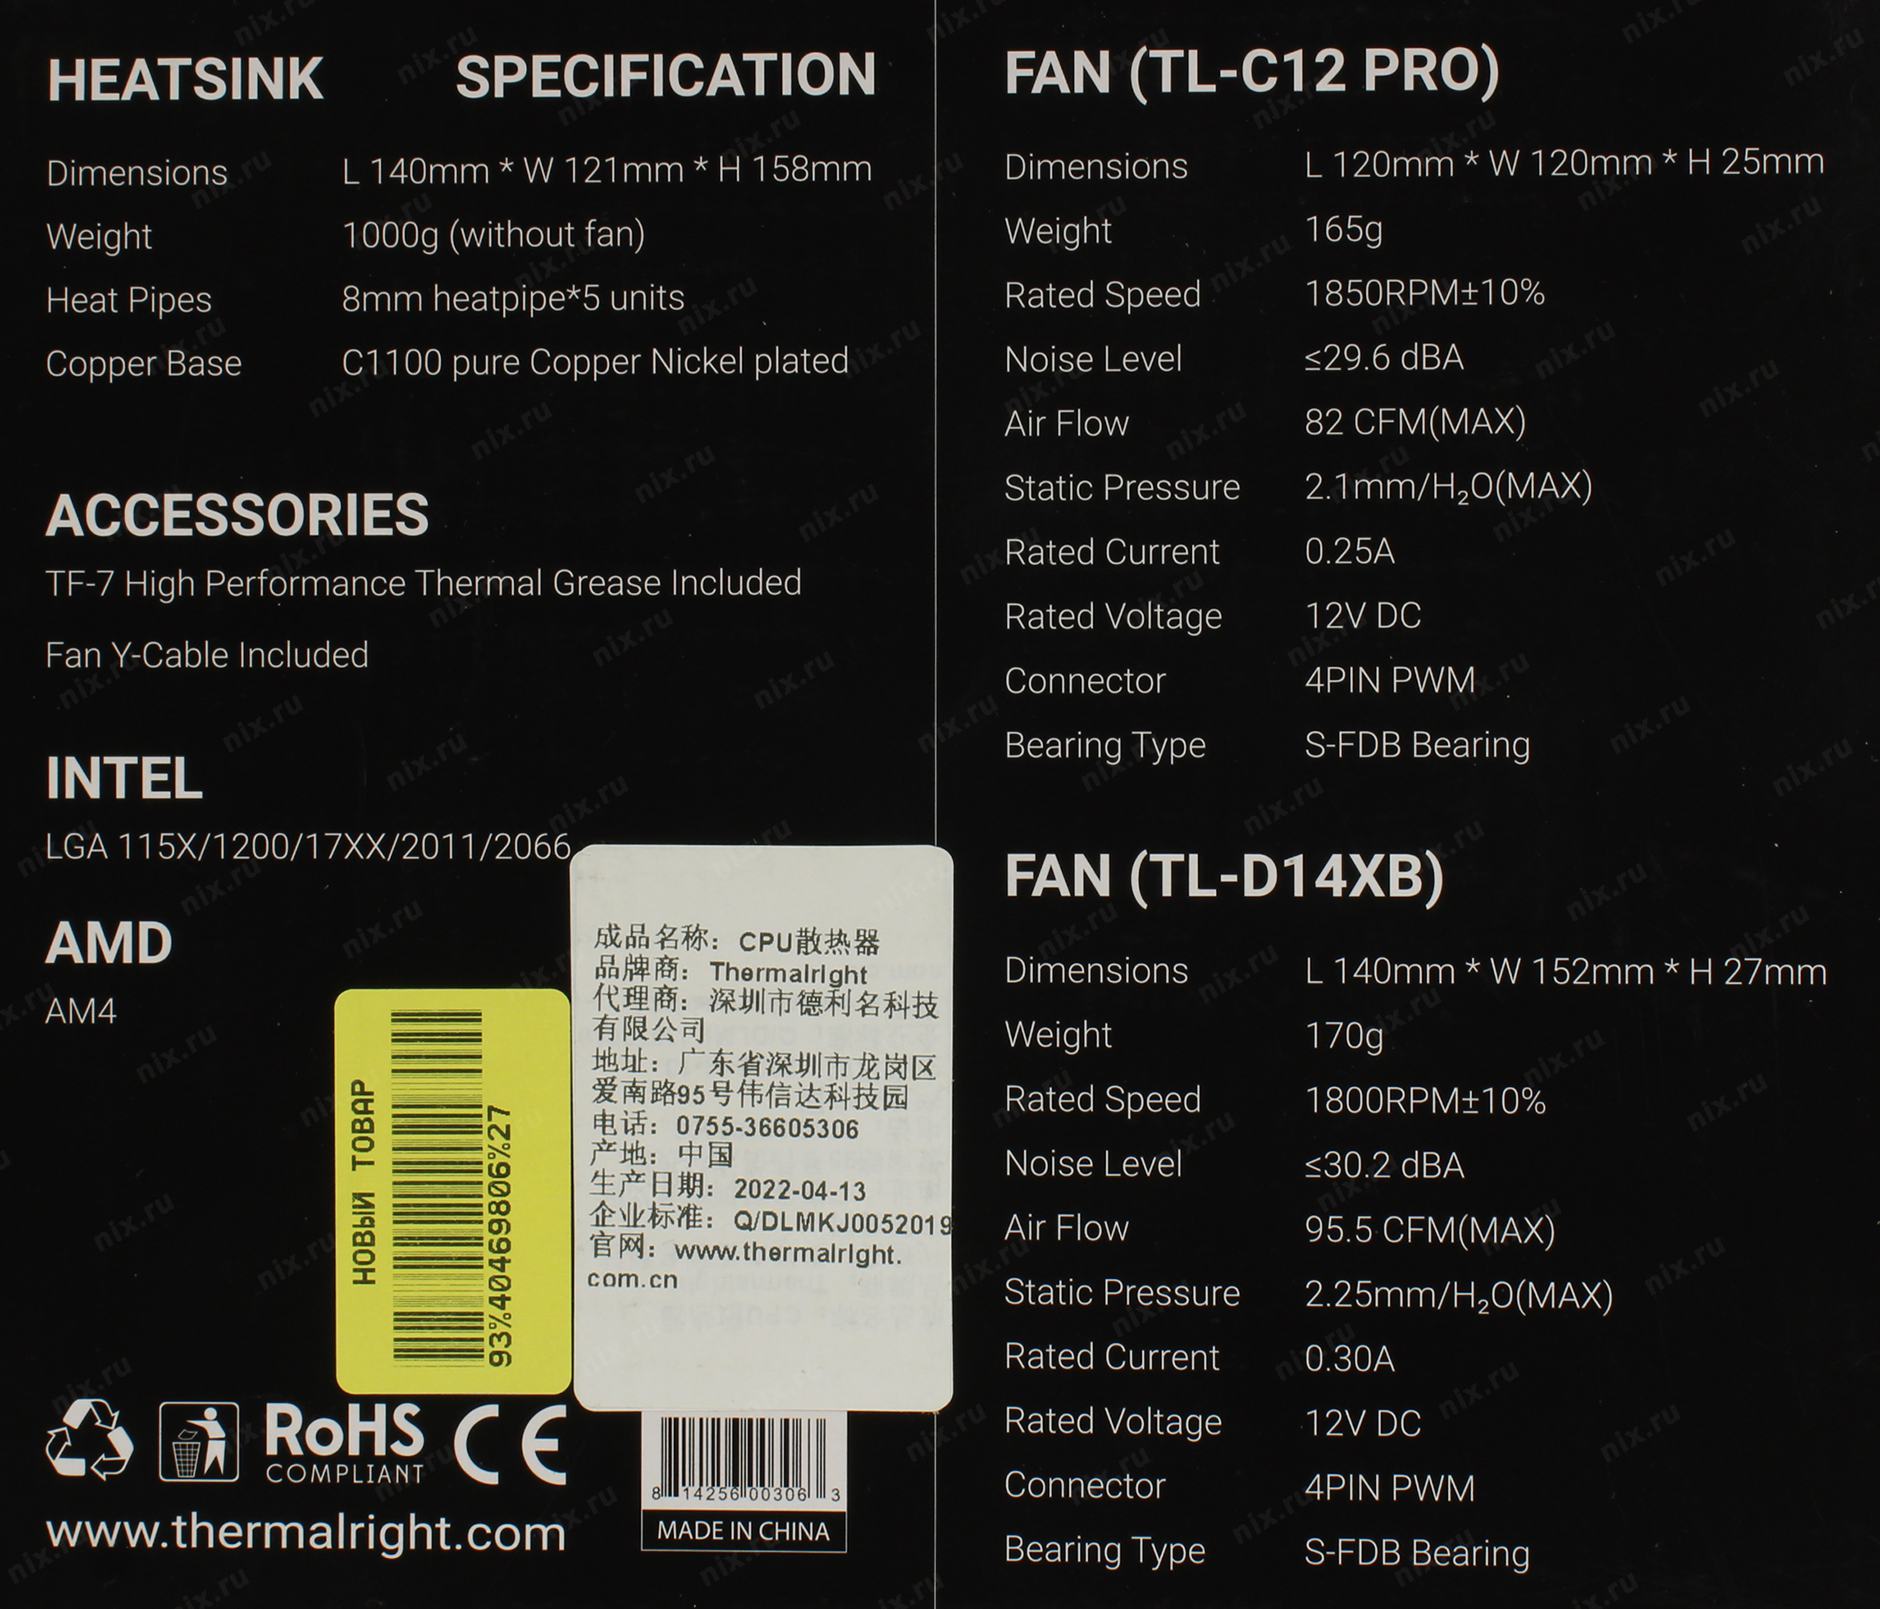 HEATSINK SPECIFICATION
Dimensions L 140mm * W 121mm * H 158mm
Weight 1000g (without fan)
Heat Pipes 8mm heatpipe*5 units
Copper Base C1100 pure Copper Nickel plated
ACCESSORIES
TF-7 High Performance Thermal Grease Included
Fan Y-Cable Included
INTEL
LGA 115X/1200/17XX/2011/2066
AMD
AM4
НОВЫЙ ТОВАР
93%40469806%27
成品名称：CPU散热器
品牌商：Thermalright
代理商：深圳市德利名科技
有限公司
地址：广东省深圳市龙岗区
爱南路95号伟信达科技园
电话：0755-36605306
产地：中国
生产日期：2022-04-13
企业标准：Q/DLMKJ0052019
官网：www.thermalright.
com.cn
RoHS
COMPLIANT
CE
www.thermalright.com
8 14256 00306 3
MADE IN CHINA
FAN (TL-C12 PRO)
Dimensions L 120mm * W 120mm * H 25mm
Weight 165g
Rated Speed 1850RPM±10%
Noise Level ≤29.6 dBA
Air Flow 82 CFM(MAX)
Static Pressure 2.1mm/H₂O(MAX)
Rated Current 0.25A
Rated Voltage 12V DC
Connector 4PIN PWM
Bearing Type S-FDB Bearing
FAN (TL-D14XB)
Dimensions L 140mm * W 152mm * H 27mm
Weight 170g
Rated Speed 1800RPM±10%
Noise Level ≤30.2 dBA
Air Flow 95.5 CFM(MAX)
Static Pressure 2.25mm/H₂O(MAX)
Rated Current 0.30A
Rated Voltage 12V DC
Connector 4PIN PWM
Bearing Type S-FDB Bearing
nix.ru